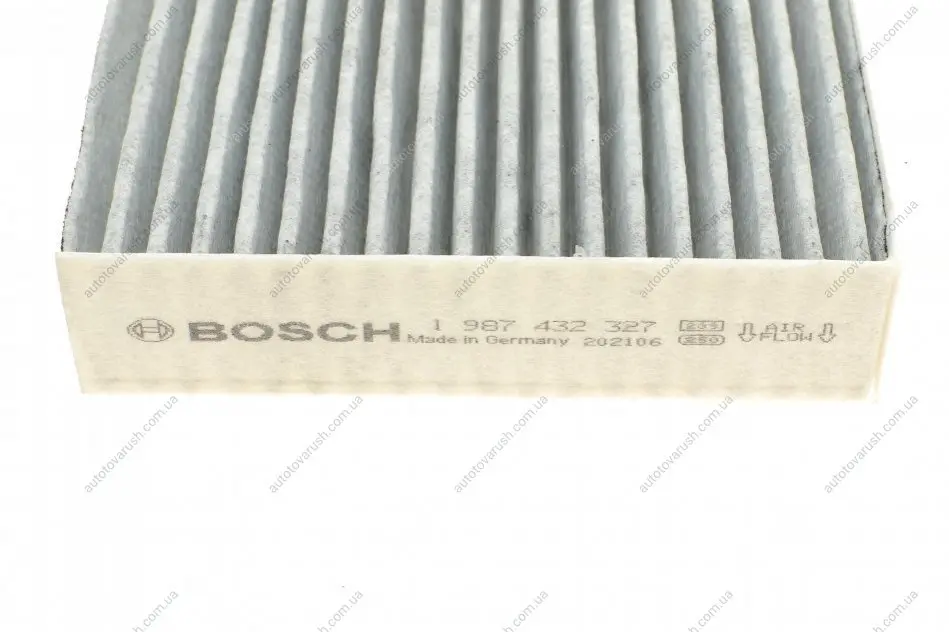 BOSCH 1 987 432 327 AIR
Made in Germany 202106 FLOW
autotovarush.com.ua